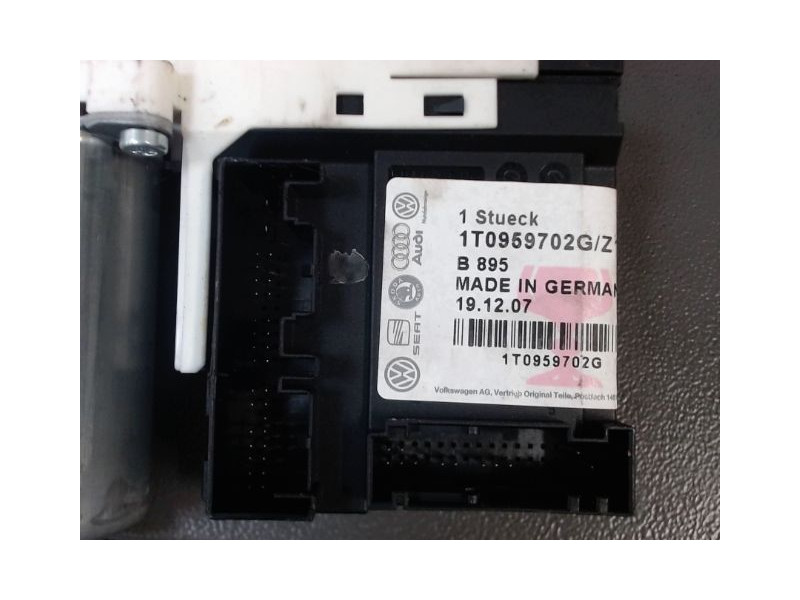 1 Stueck
1T0959702G/Z
B 895
MADE IN GERMAN
19.12.07
1T0959702G
Volkswagen AG, Vertrieb Original Teile, Postfach 14
Audi
SEAT